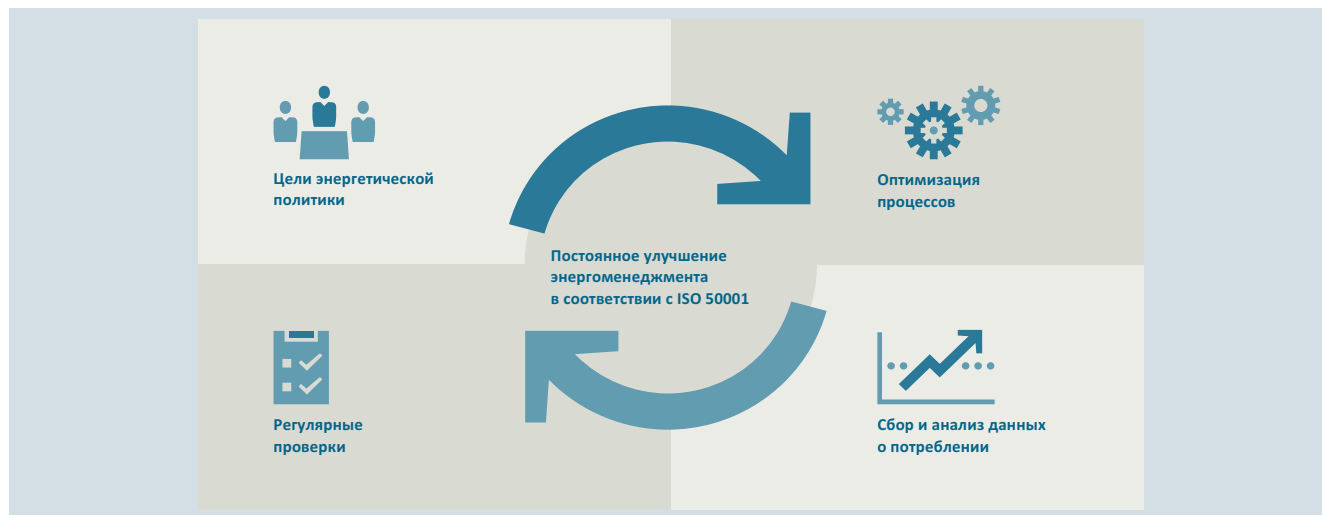 Цели энергетической
политики
Оптимизация
процессов
Постоянное улучшение
энергоменеджмента
в соответствии с ISO 50001
Регулярные
проверки
Сбор и анализ данных
о потреблении